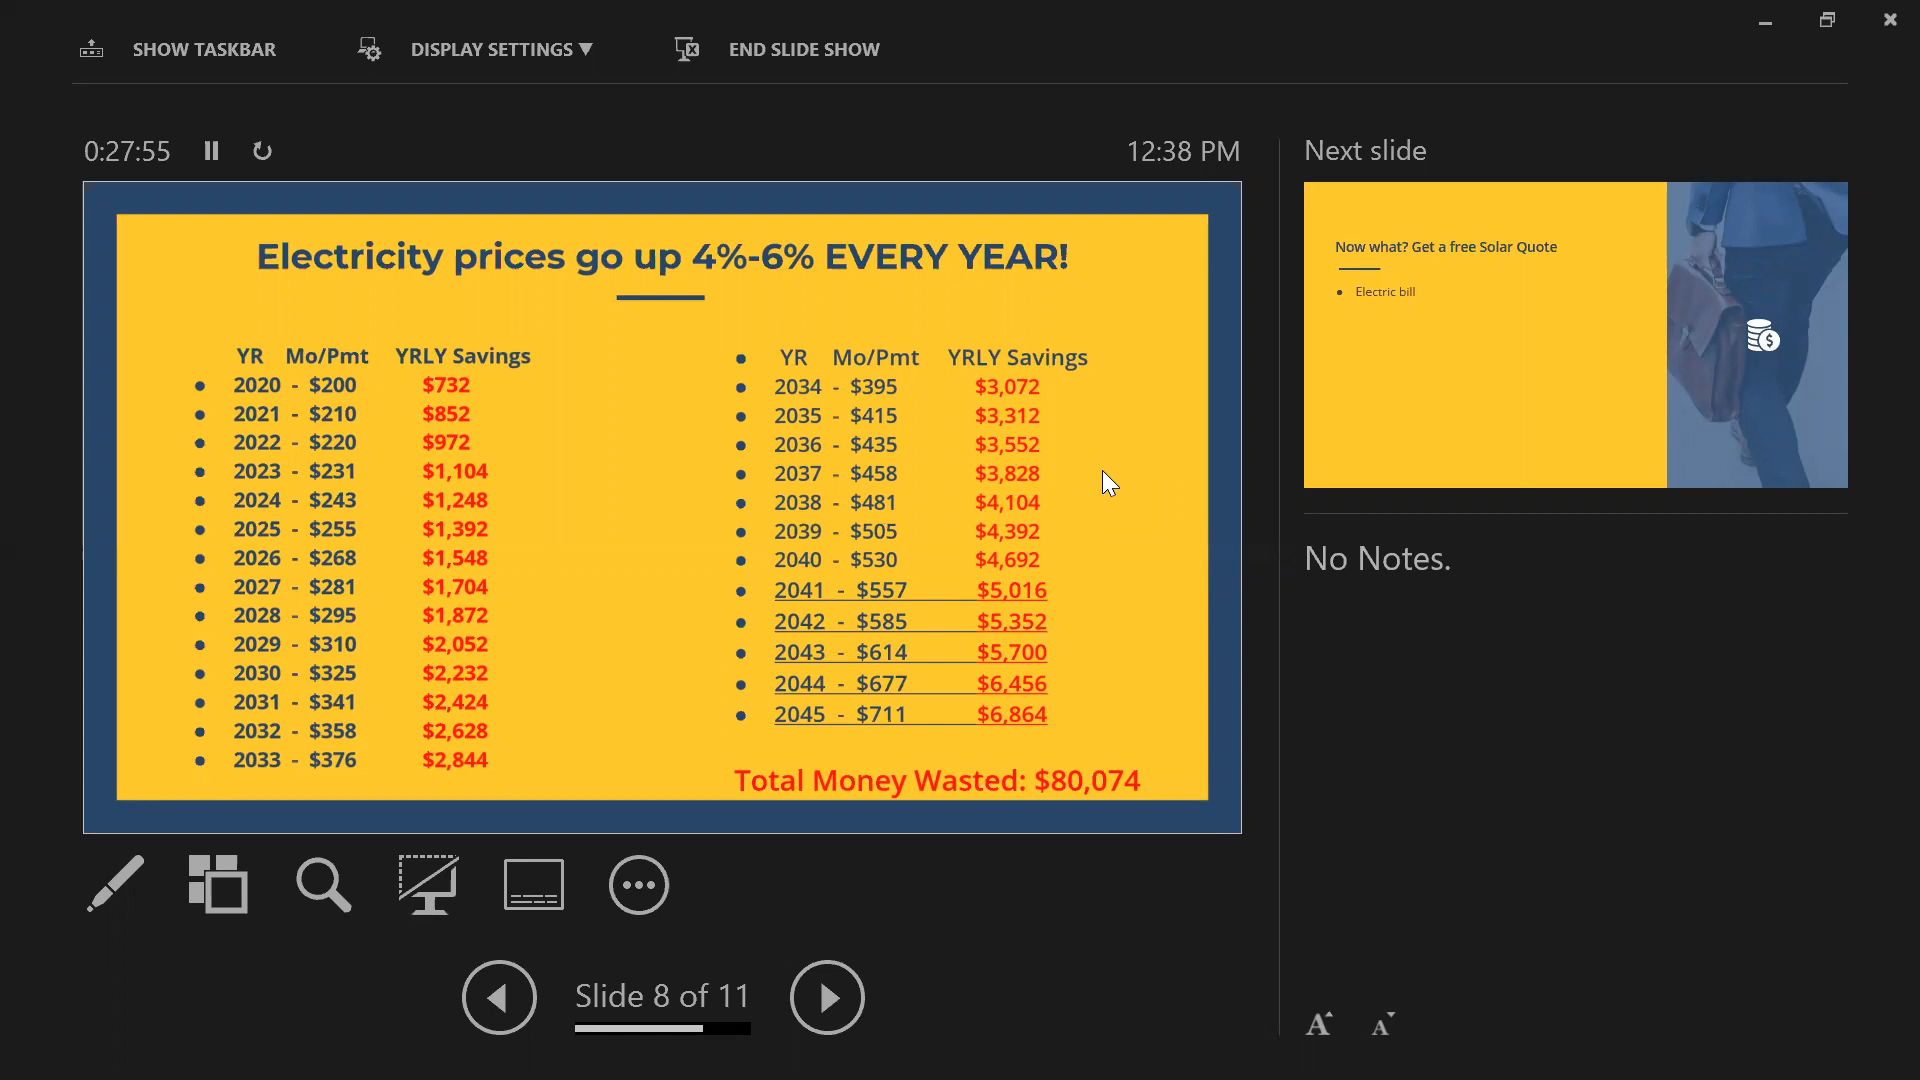 SHOW TASKBAR
DISPLAY SETTINGS ▼
END SLIDE SHOW
0:27:55
12:38 PM
Electricity prices go up 4%-6% EVERY YEAR!
YR Mo/Pmt YRLY Savings
• 2020 - $200 $732
• 2021 - $210 $852
• 2022 - $220 $972
• 2023 - $231 $1,104
• 2024 - $243 $1,248
• 2025 - $255 $1,392
• 2026 - $268 $1,548
• 2027 - $281 $1,704
• 2028 - $295 $1,872
• 2029 - $310 $2,052
• 2030 - $325 $2,232
• 2031 - $341 $2,424
• 2032 - $358 $2,628
• 2033 - $376 $2,844
• YR Mo/Pmt YRLY Savings
• 2034 - $395 $3,072
• 2035 - $415 $3,312
• 2036 - $435 $3,552
• 2037 - $458 $3,828
• 2038 - $481 $4,104
• 2039 - $505 $4,392
• 2040 - $530 $4,692
• 2041 - $557 $5,016
• 2042 - $585 $5,352
• 2043 - $614 $5,700
• 2044 - $677 $6,456
• 2045 - $711 $6,864
Total Money Wasted: $80,074
Slide 8 of 11
Next slide
Now what? Get a free Solar Quote
• Electric bill
$
No Notes.
A A